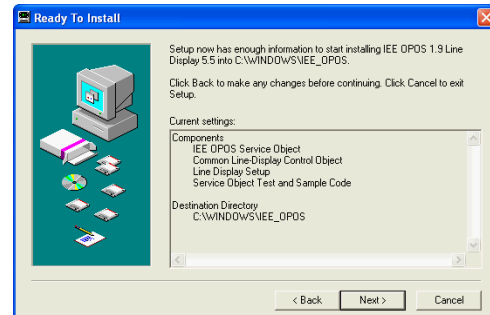 Ready To Install
Setup now has enough information to start installing IEE OPOS 1.9 Line
Display 5.5 into C:\WINDOWS\IEE_OPOS.
Click Back to make any changes before continuing. Click Cancel to exit
Setup.
Current settings:
Components
IEE OPOS Service Object
Common Line-Display Control Object
Line Display Setup
Service Object Test and Sample Code
Destination Directory
C:\WINDOWS\IEE_OPOS
< Back
Next >
Cancel